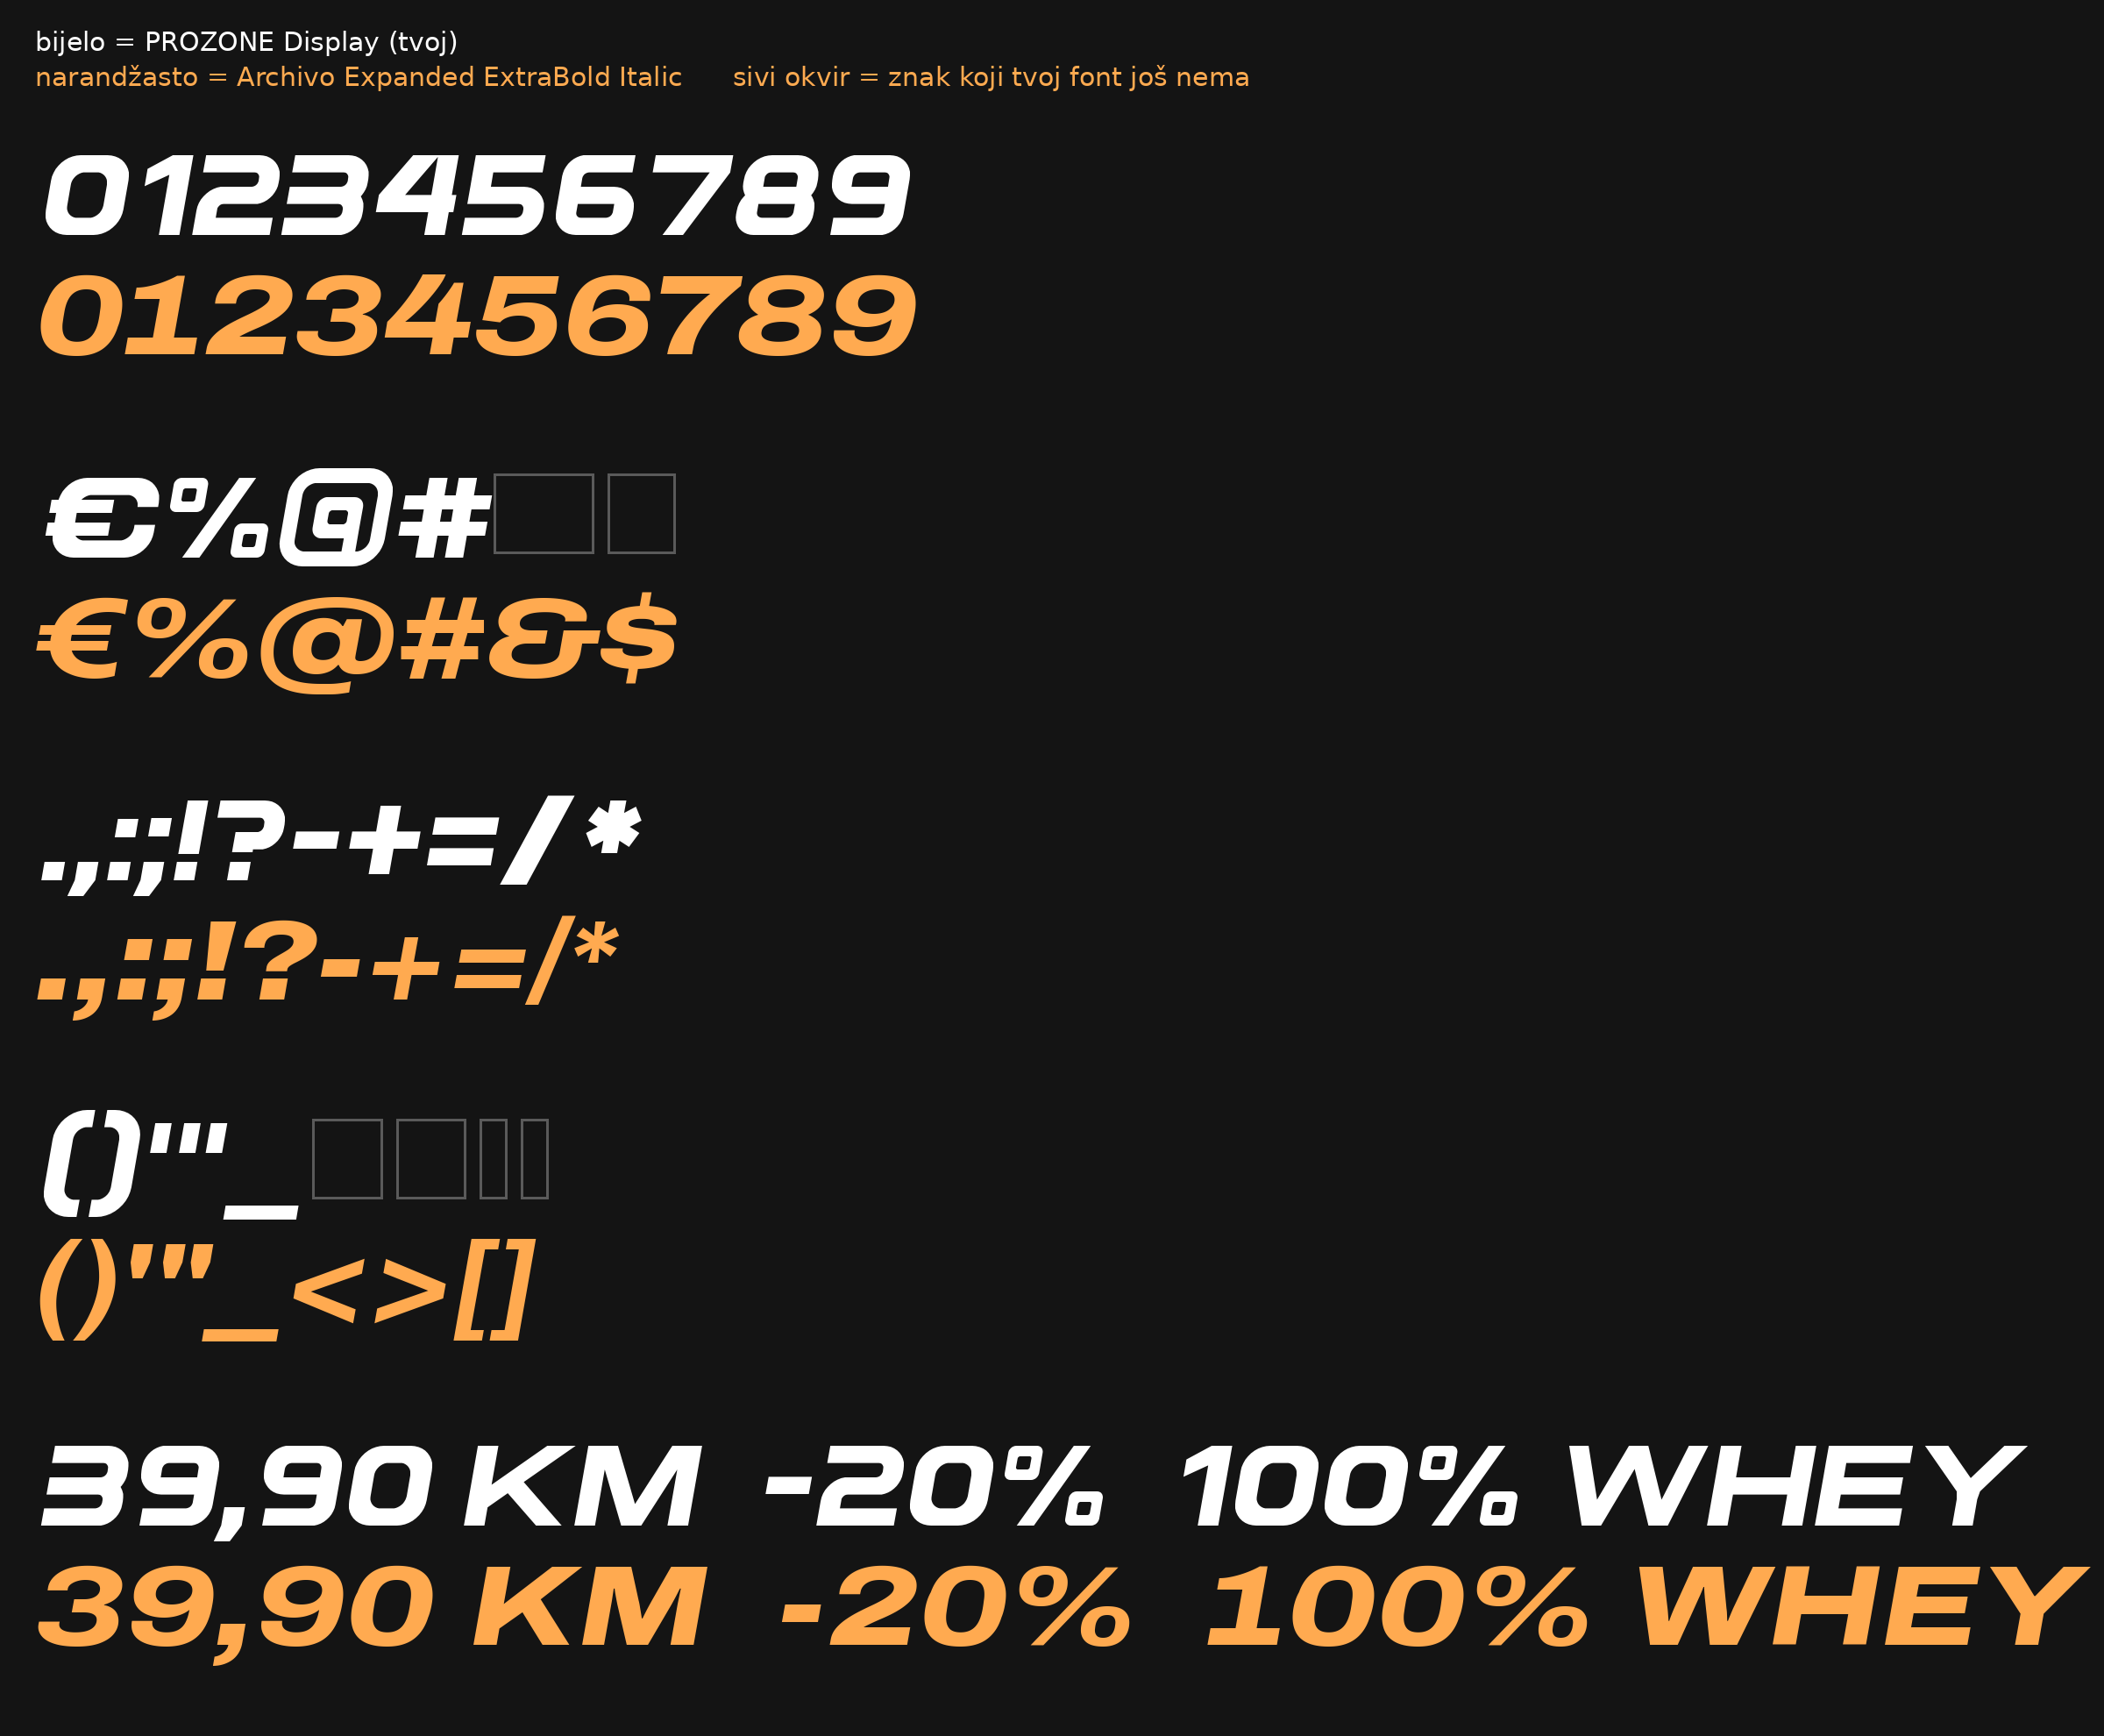 bijelo = PROZONE Display (tvoj)
narandžasto = Archivo Expanded ExtraBold Italic sivi okvir = znak koji tvoj font još nema
0123456789
0123456789
€%@#
€%@#&$
.,:;!?-+=/*
.,:;!?-+=/*
()"'_
()"'_<>[]
39,90 KM -20% 100% WHEY
39,90 KM -20% 100% WHEY